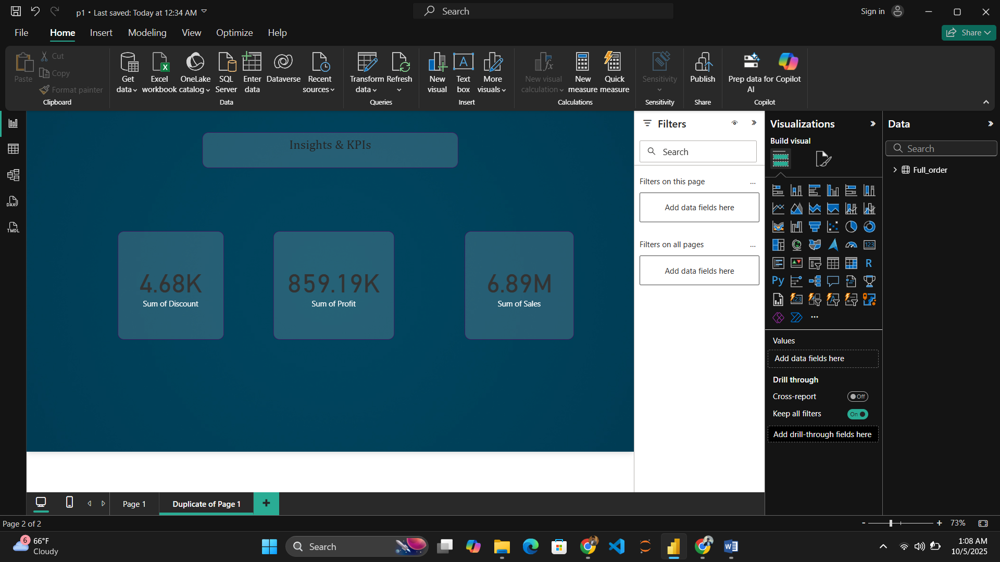 p1 • Last saved: Today at 12:34 AM
Search
Sign in
File
Home
Insert
Modeling
View
Optimize
Help
Share
Paste
Cut
Copy
Format painter
Clipboard
Get data
Excel workbook
OneLake catalog
SQL Server
Enter data
Dataverse
Recent sources
Data
Transform data
Refresh
Queries
New visual
A
Text box
More visuals
Insert
New visual calculation
New measure
Quick measure
Calculations
Sensitivity
Sensitivity
Publish
Share
Prep data for AI
Copilot
Copilot
DAX
TMDL
Insights & KPIs
4.68K
Sum of Discount
859.19K
Sum of Profit
6.89M
Sum of Sales
Filters
Search
Filters on this page
...
Add data fields here
Filters on all pages
...
Add data fields here
Visualizations
Build visual
123
R
Py
123
Values
Add data fields here
Drill through
Cross-report
Off
Keep all filters
On
Add drill-through fields here
Data
Search
Full_order
Page 1
Duplicate of Page 1
+
Page 2 of 2
- + 73%
6
66°F
Cloudy
Search
1:08 AM
10/5/2025